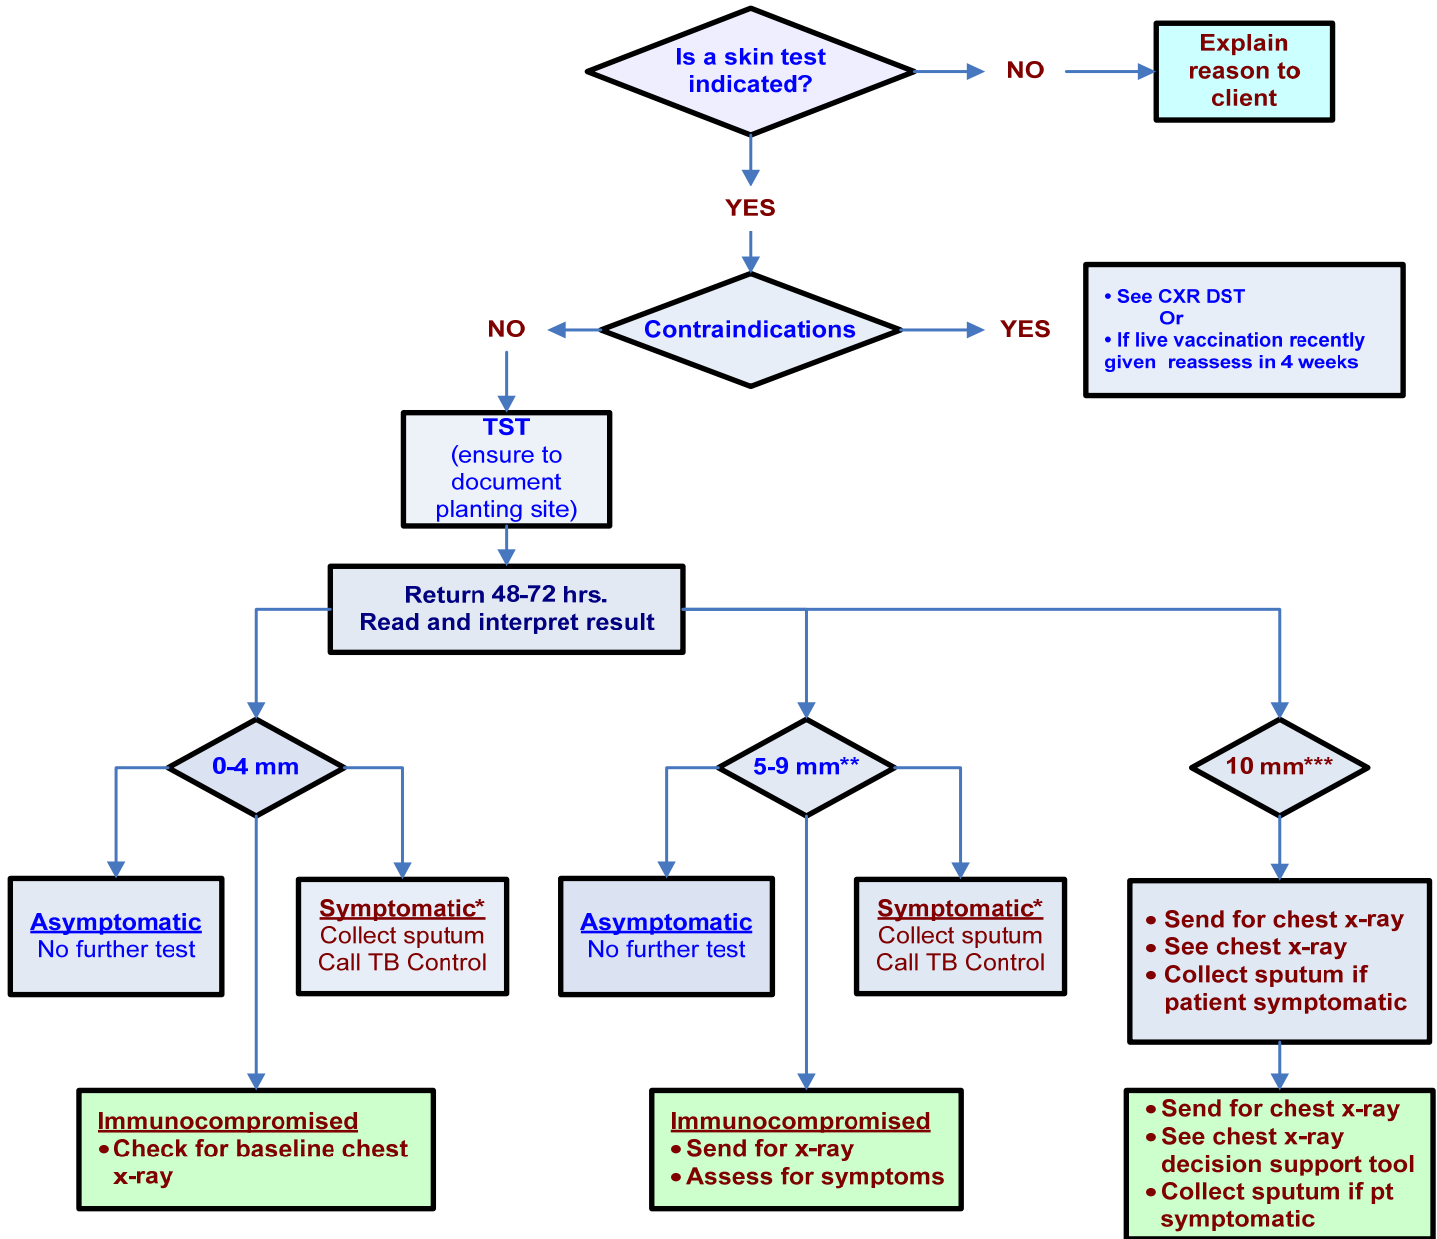 Is a skin test
indicated?
NO
Explain
reason to
client
YES
Contraindications
NO
YES
• See CXR DST
Or
• If live vaccination recently
given reassess in 4 weeks
TST
(ensure to
document
planting site)
Return 48-72 hrs.
Read and interpret result
0-4 mm
5-9 mm**
10 mm***
Asymptomatic
No further test
Symptomatic*
Collect sputum
Call TB Control
Asymptomatic
No further test
Symptomatic*
Collect sputum
Call TB Control
• Send for chest x-ray
• See chest x-ray
• Collect sputum if
patient symptomatic
Immunocompromised
• Check for baseline chest
x-ray
Immunocompromised
• Send for x-ray
• Assess for symptoms
• Send for chest x-ray
• See chest x-ray
decision support tool
• Collect sputum if pt
symptomatic